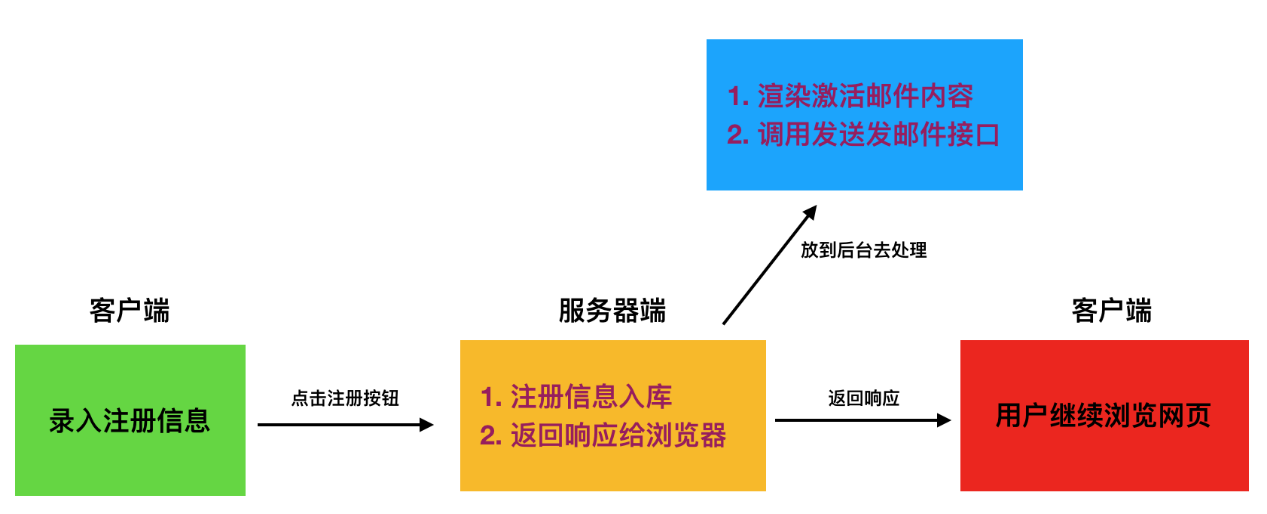 1. 渲染激活邮件内容
2. 调用发送发邮件接口
放到后台去处理
客户端
服务器端
客户端
录入注册信息
点击注册按钮
1. 注册信息入库
2. 返回响应给浏览器
返回响应
用户继续浏览网页